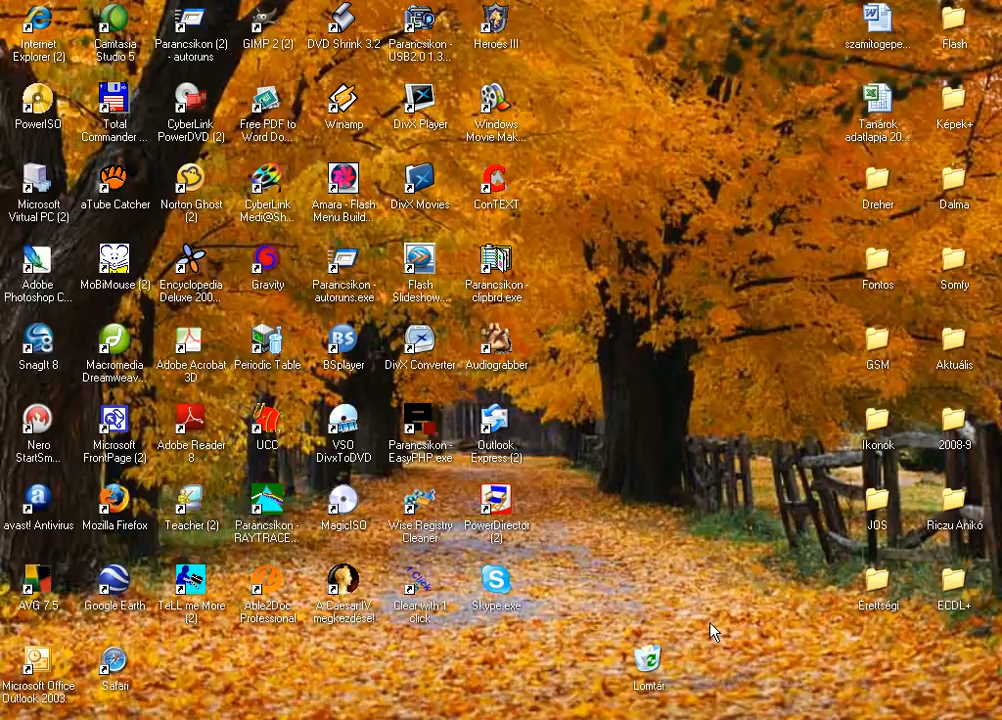 Internet
Explorer (2)
Camtasia
Studio 5
Parancsikon (2)
- autoruns
GIMP 2 (2)
DVD Shrink 3.2
Parancsikon -
USB2.0 1.3...
Heroes III
szamitogepe...
Flash
PowerISO
Total
Commander ...
CyberLink
PowerDVD (2)
Free PDF to
Word Do...
Winamp
DivX Player
Windows
Movie Mak...
Tanárok
adatlapja 20...
Képek+
Microsoft
Virtual PC (2)
aTube Catcher
Norton Ghost
(2)
CyberLink
Medi@Sh...
Amara - Flash
Menu Build...
DivX Movies
ConTEXT
Dreher
Dalma
Adobe
Photoshop C...
MoBiMouse (2)
Encyclopedia
Deluxe 200...
Gravity
Parancsikon -
autoruns.exe
Flash
Slideshow...
Parancsikon -
clipbrd.exe
Fontos
Somfy
SnagIt 8
Macromedia
Dreamweav...
Adobe Acrobat
3D
Periodic Table
BSplayer
DivX Converter
Audiograbber
GSM
Aktuális
Nero
StartSm...
Microsoft
FrontPage (2)
Adobe Reader
8
UCC
VSO
DivxToDVD
Parancsikon -
EasyPHP.exe
Outlook
Express (2)
Ikonok
2008-9
avast! Antivirus
Mozilla Firefox
Teacher (2)
Parancsikon -
RAYTRACE...
MagicISO
Wise Registry
Cleaner
PowerDirector
(2)
JOS
Riczu Anikó
AVG 7.5
Google Earth
TeLL me More
(2)
Able2Doc
Professional
A Caesar IV
megkezdése!
Clear with 1
click
Skype.exe
Érettségi
ECDL+
Microsoft Office
Outlook 2003...
Safari
Lomtár